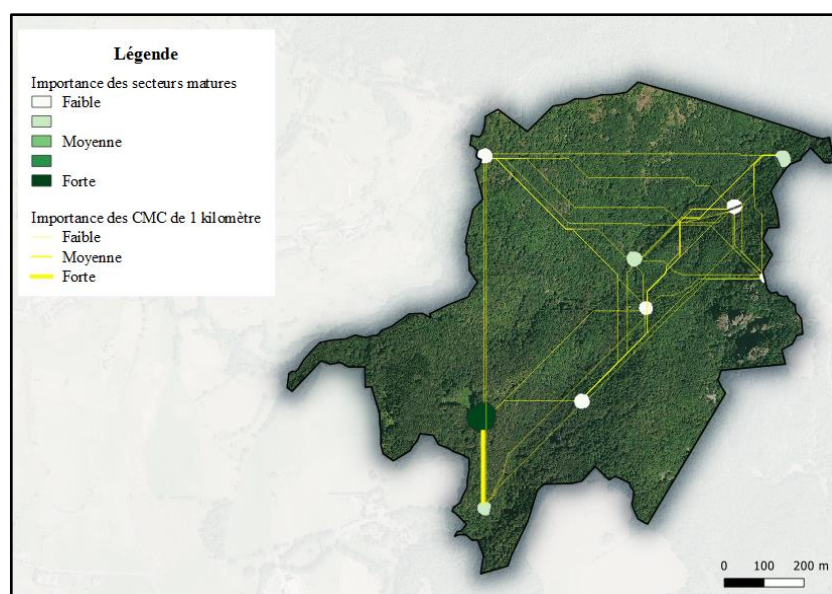 Légende
Importance des secteurs matures
Faible
Moyenne
Forte
Importance des CMC de 1 kilomètre
Faible
Moyenne
Forte
0 100 200 m